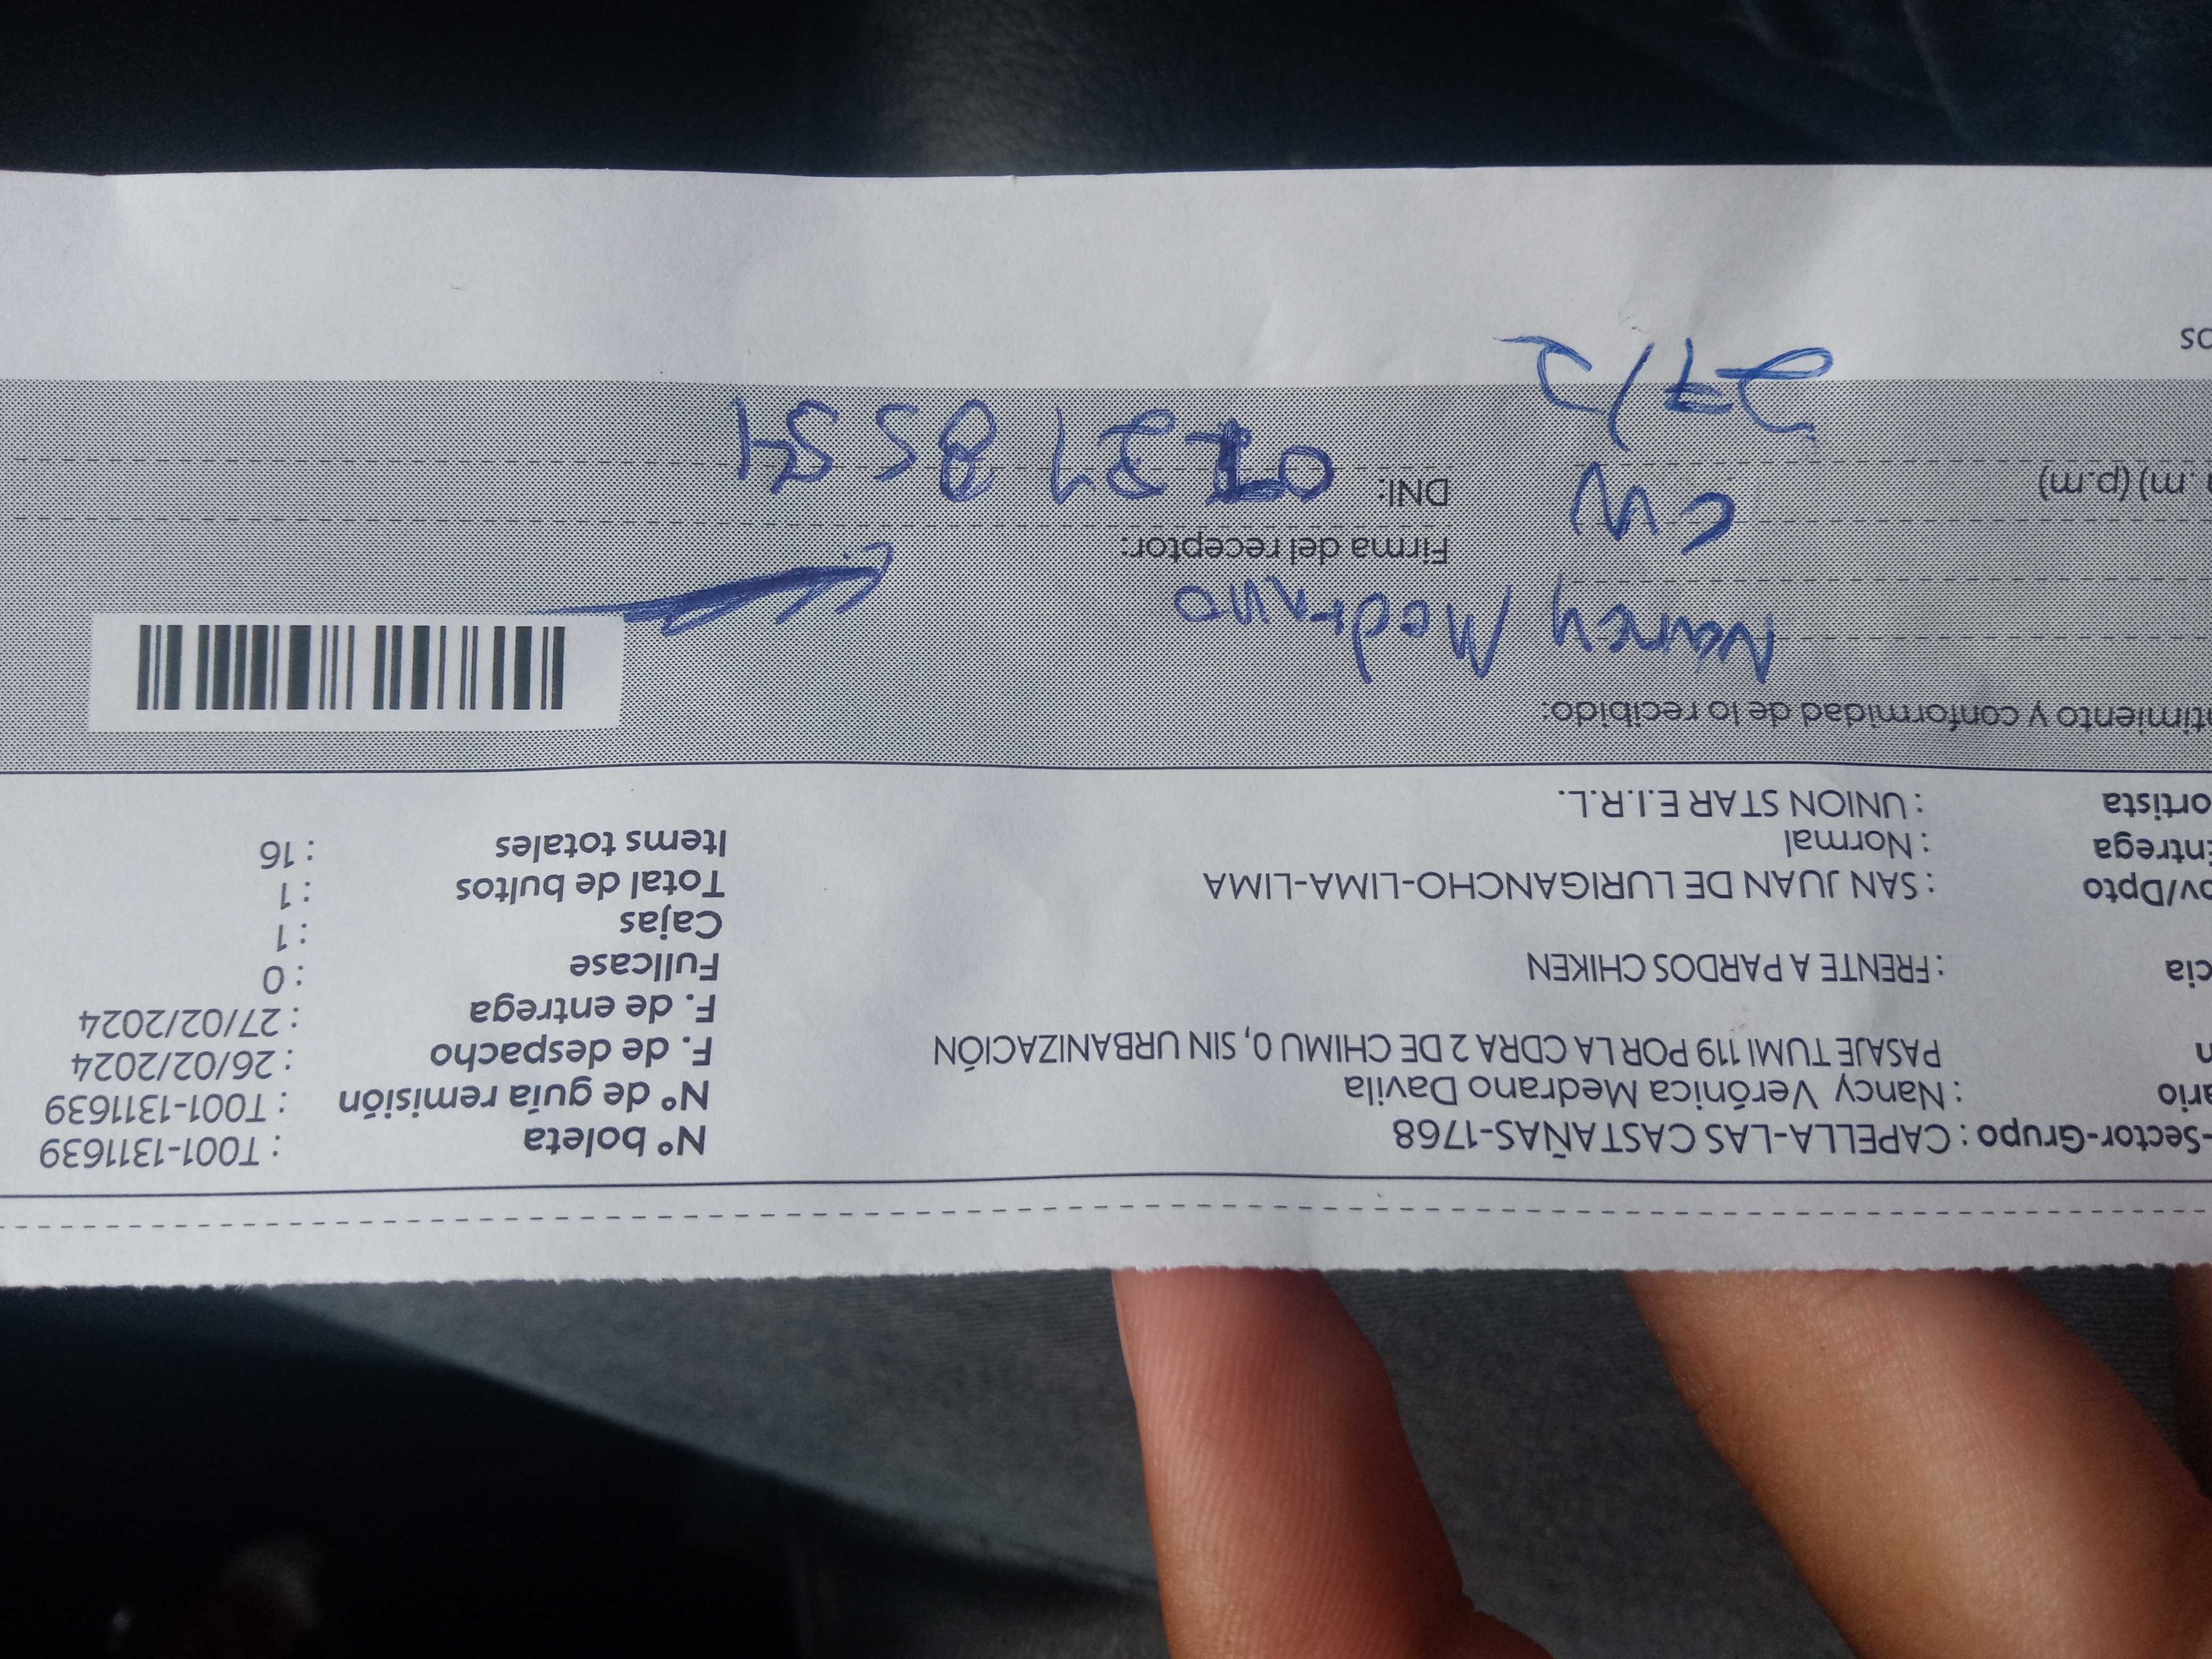 -Sector-Grupo : CAPELLA-LAS CASTAÑAS-1768
ario : Nancy Verónica Medrano Davila
n PASAJE TUMI 119 POR LA CDRA 2 DE CHIMU 0, SIN URBANIZACIÓN
cia : FRENTE A PARDOS CHIKEN
ov/Dpto : SAN JUAN DE LURIGANCHO-LIMA-LIMA
Entrega : Normal
ortista : UNION STAR E.I.R.L.
N° boleta : T001-1311639
N° de guía remisión : T001-1311639
F. de despacho : 26/02/2024
F. de entrega : 27/02/2024
Fullcase : 0
Cajas : 1
Total de bultos : 1
Items totales : 16
timiento y conformidad de lo recibido:
Nancy Medrano
Firma del receptor:
.m) (p.m)
DNI:
27/2
os